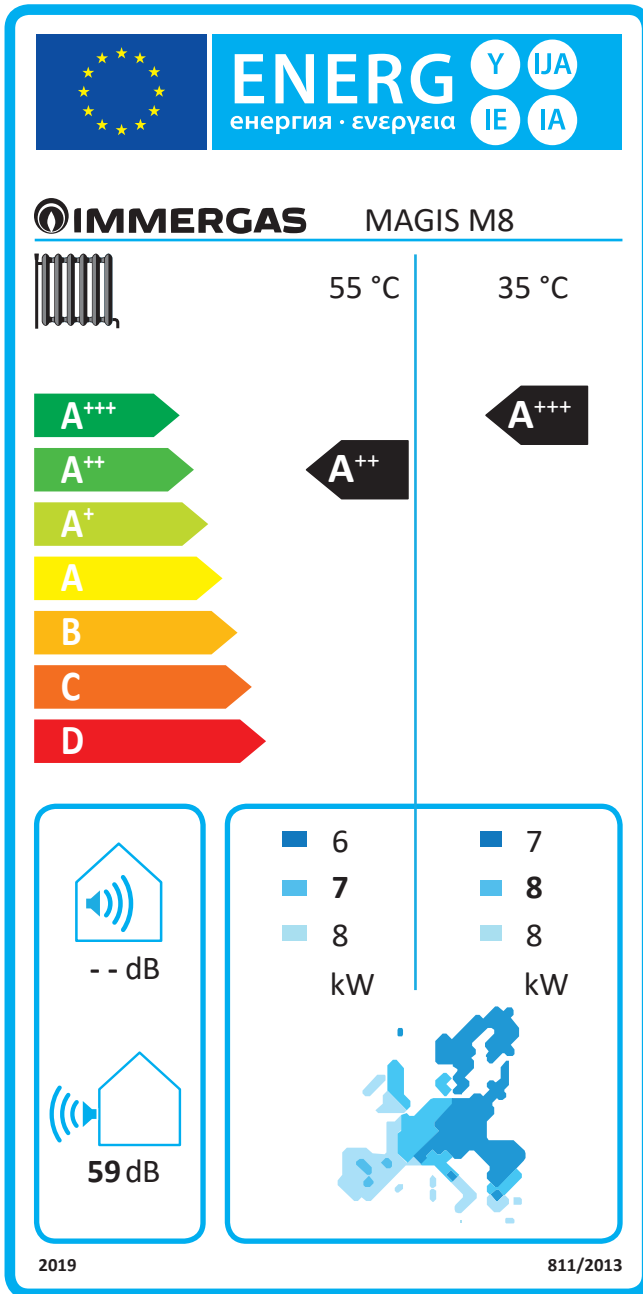 ENERG
енергия · ενεργεια
Y IJA
IE IA
IMMERGAS MAGIS M8
55 °C 35 °C
A+++
A++
A+
A
B
C
D
A++
A+++
- - dB
59 dB
6 7
7 8
8 8
kW kW
2019 811/2013